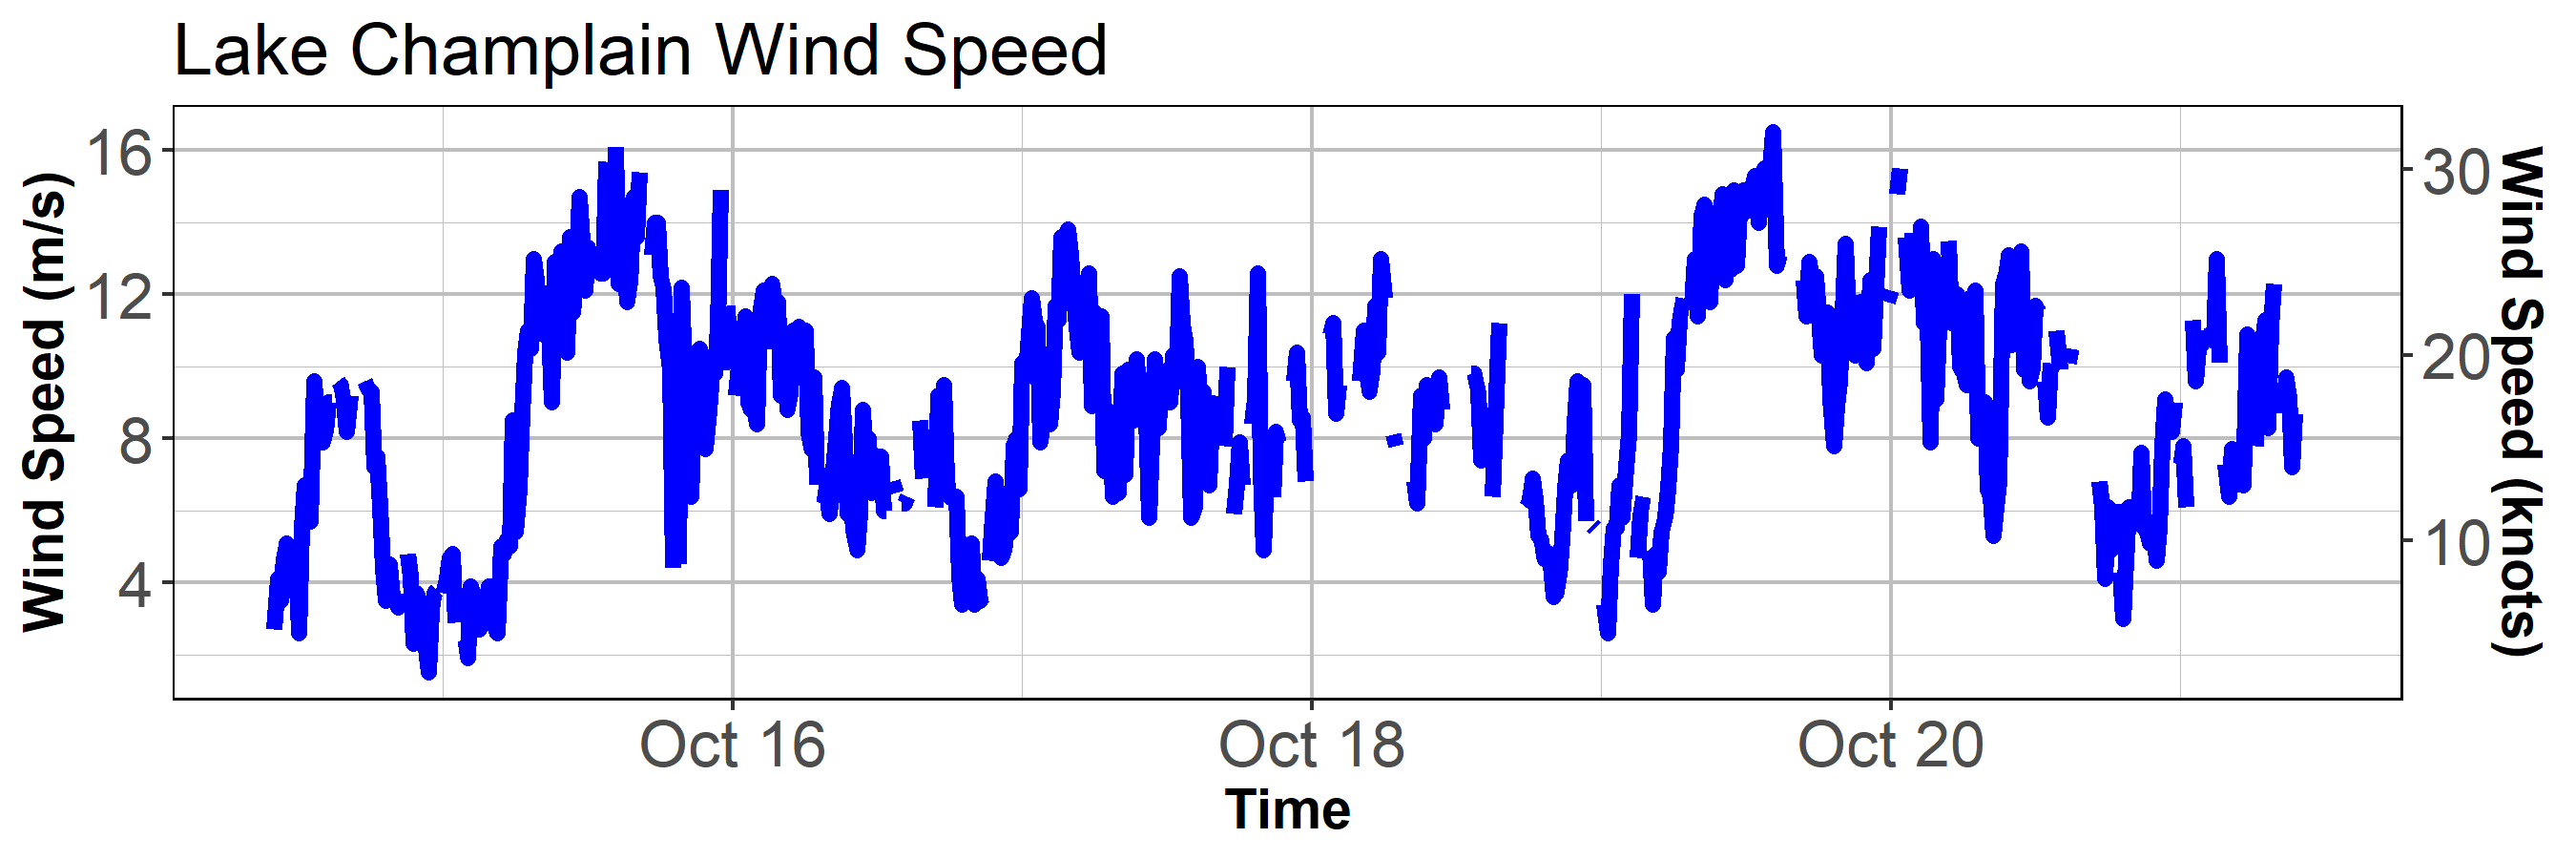 Lake Champlain Wind Speed
Wind Speed (m/s)
16
12
8
4
30
20
10
Wind Speed (knots)
Oct 16
Oct 18
Oct 20
Time